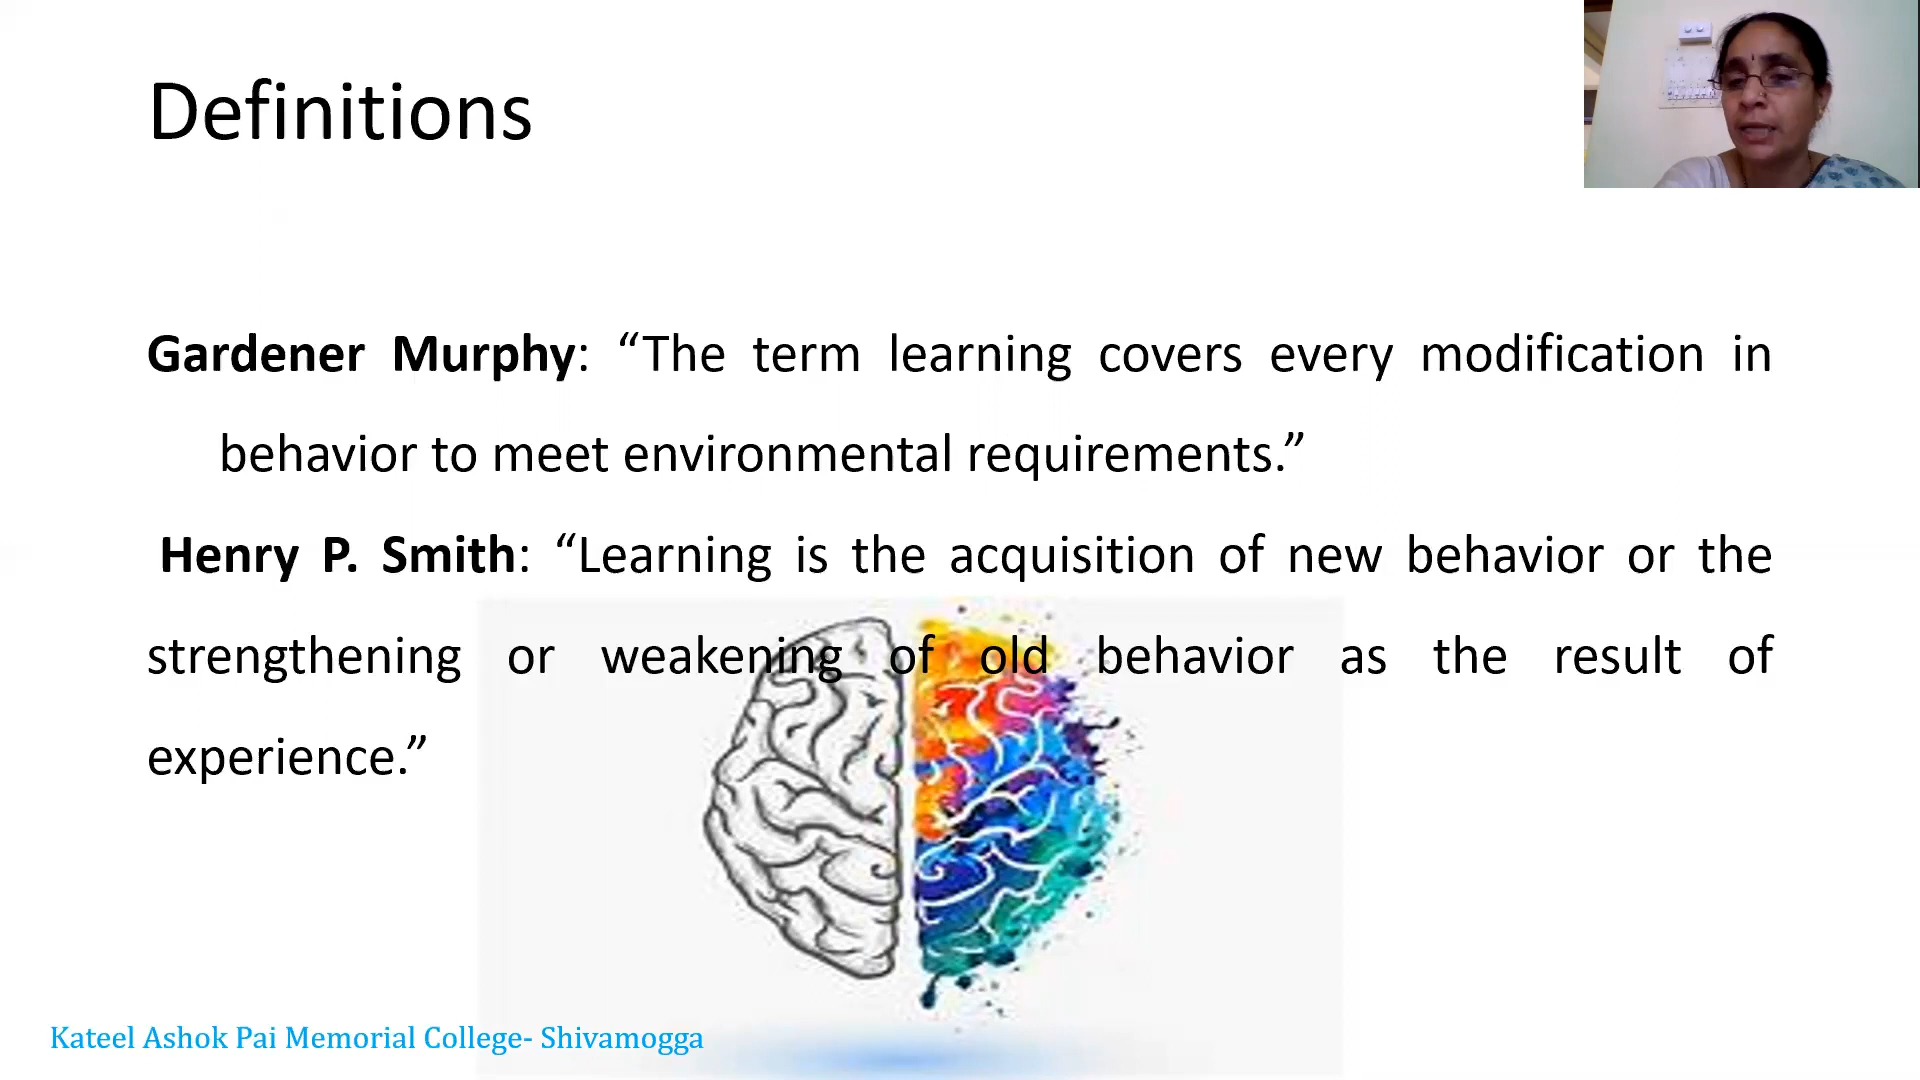 Definitions
Gardener Murphy: “The term learning covers every modification in
behavior to meet environmental requirements.”
Henry P. Smith: “Learning is the acquisition of new behavior or the
strengthening or weakening of old behavior as the result of
experience.”
Kateel Ashok Pai Memorial College- Shivamogga